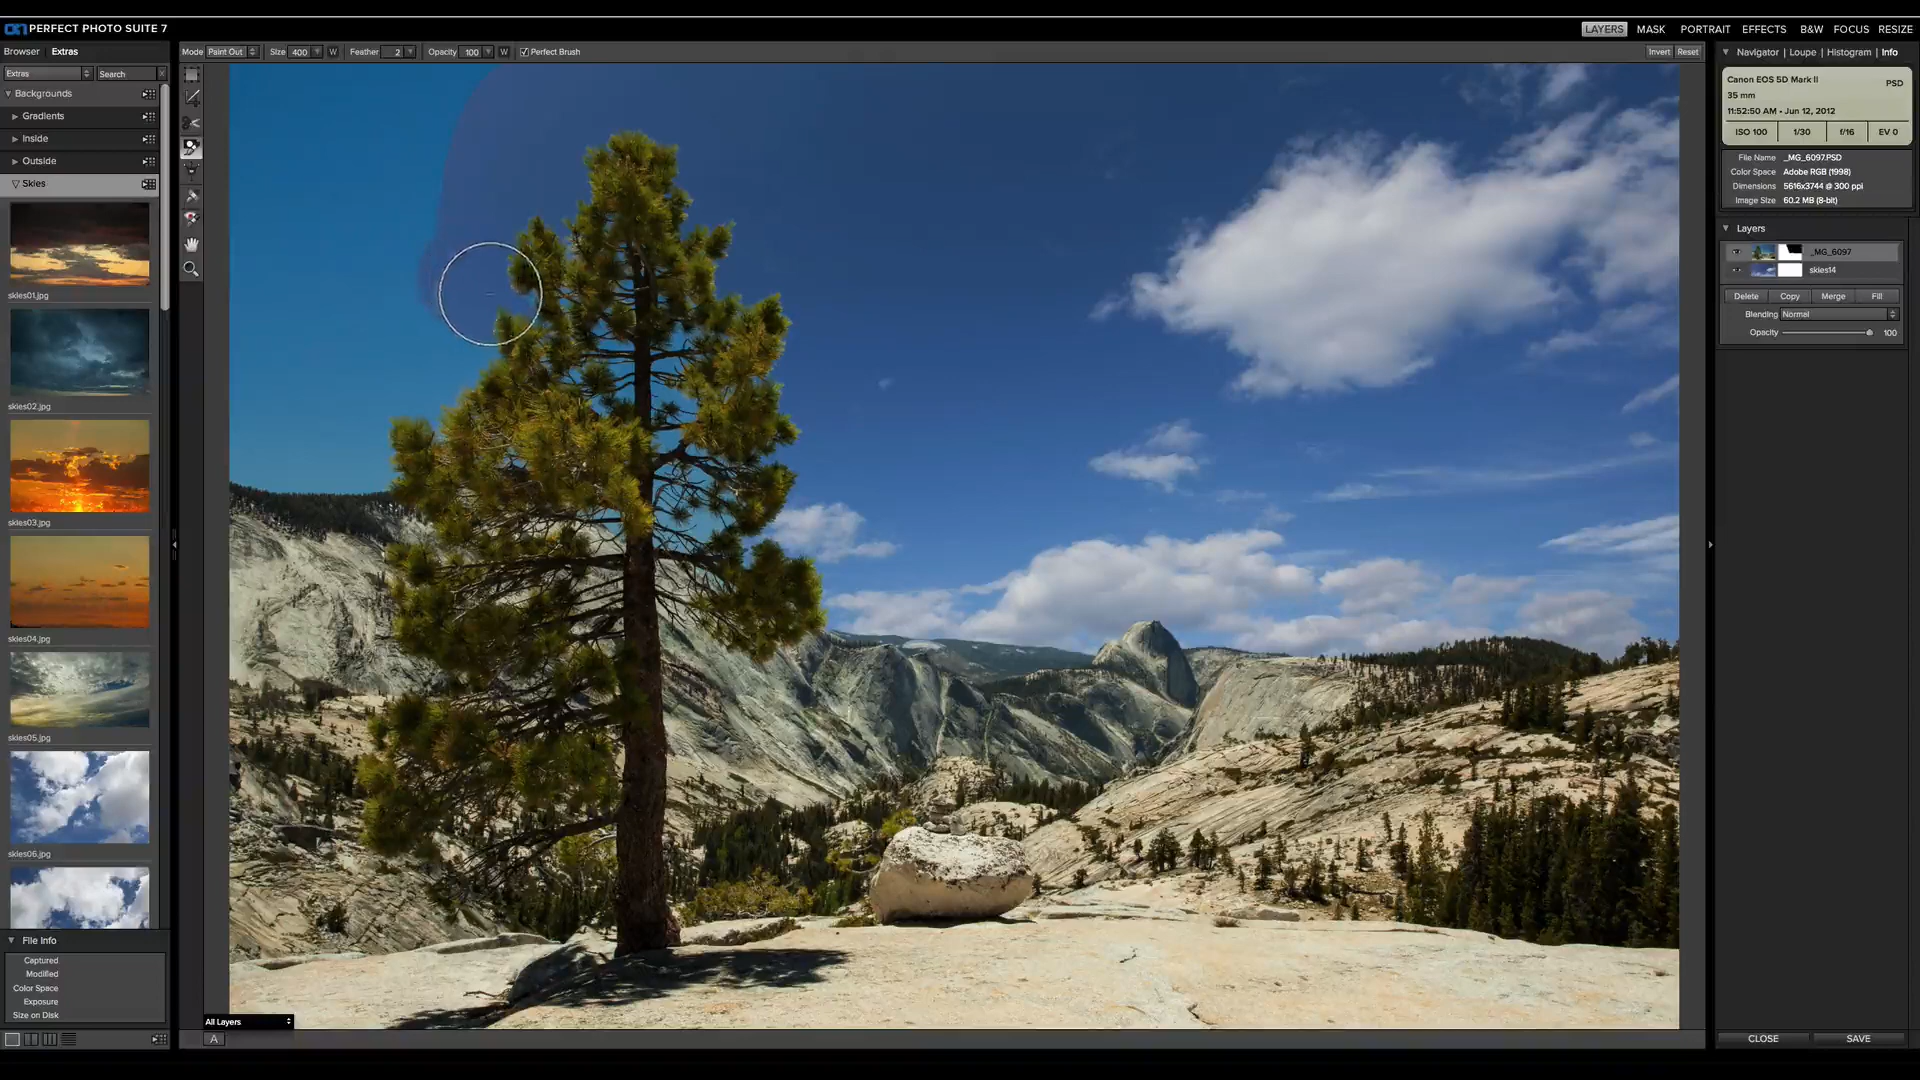 on1 PERFECT PHOTO SUITE 7
LAYERS MASK PORTRAIT EFFECTS B&W FOCUS RESIZE
Browser Extras
Mode Paint Out Size 400 W Feather 2 Opacity 100 W Perfect Brush Invert Reset
Navigator | Loupe | Histogram | Info
Extras Search X
Backgrounds
Gradients
Inside
Outside
Skies
skies01.jpg
skies02.jpg
skies03.jpg
skies04.jpg
skies05.jpg
skies06.jpg
File Info
Captured
Modified
Color Space
Exposure
Size on Disk
All Layers
A
Canon EOS 5D Mark II PSD
35 mm
11:52:50 AM - Jun 12, 2012
ISO 100 1/30 f/16 EV 0
File Name _MG_6097.PSD
Color Space Adobe RGB (1998)
Dimensions 5616x3744 @ 300 ppi
Image Size 60.2 MB (8-bit)
Layers
_MG_6097
skies14
Delete Copy Merge Fill
Blending Normal
Opacity 100
CLOSE SAVE